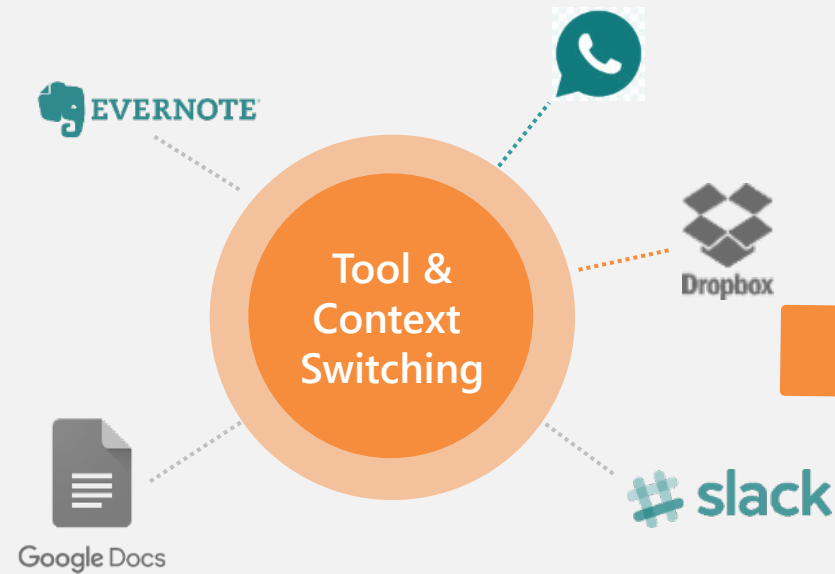 EVERNOTE
Dropbox
Tool &
Context
Switching
slack
Google Docs